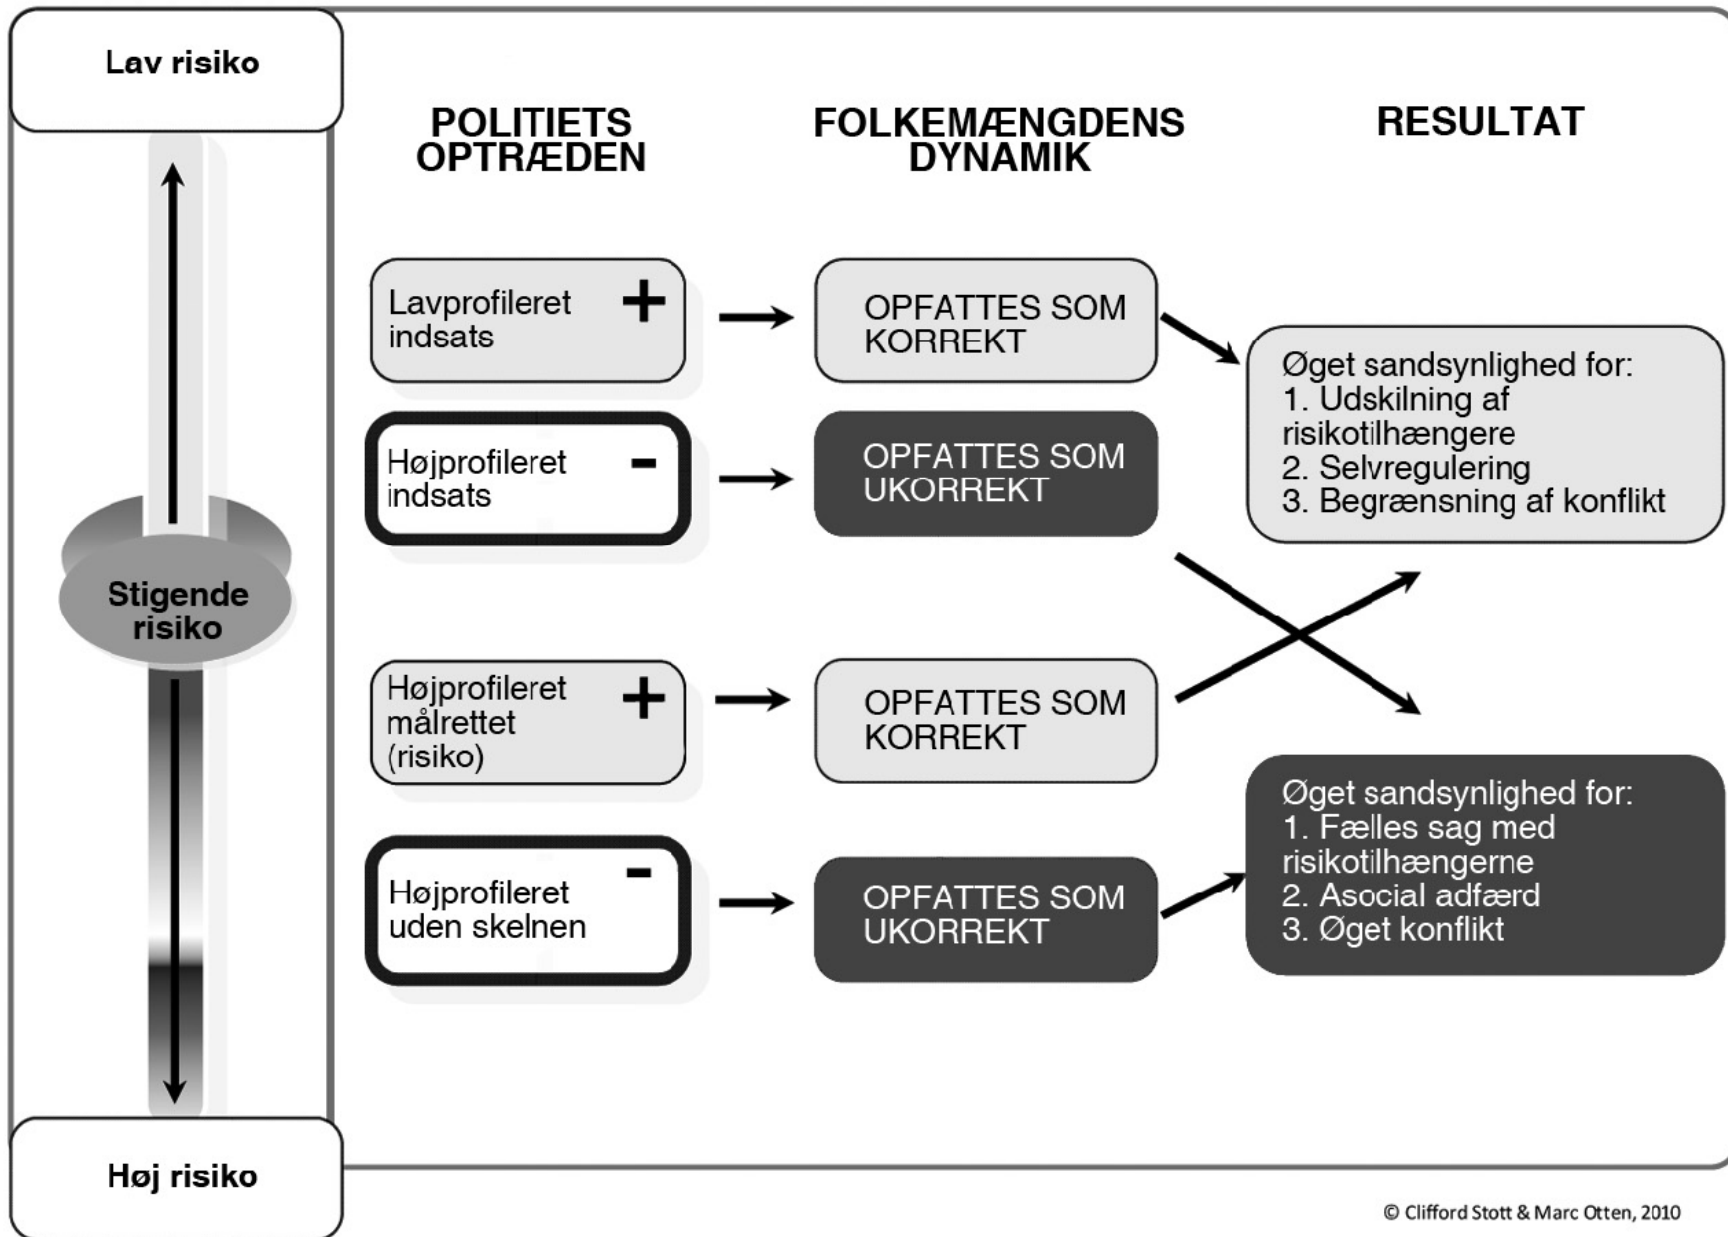 Lav risiko
POLITIETS
OPTRÆDEN
FOLKEMÆNGDENS
DYNAMIK
RESULTAT
Lavprofileret
indsats
+
OPFATTES SOM
KORREKT
Højprofileret
indsats
-
OPFATTES SOM
UKORREKT
Øget sandsynlighed for:
1. Udskilning af
risikotilhængere
2. Selvregulering
3. Begrænsning af konflikt
Stigende
risiko
Højprofileret
målrettet
(risiko)
+
OPFATTES SOM
KORREKT
Højprofileret
uden skelnen
-
OPFATTES SOM
UKORREKT
Øget sandsynlighed for:
1. Fælles sag med
risikotilhængerne
2. Asocial adfærd
3. Øget konflikt
Høj risiko
© Clifford Stott & Marc Otten, 2010